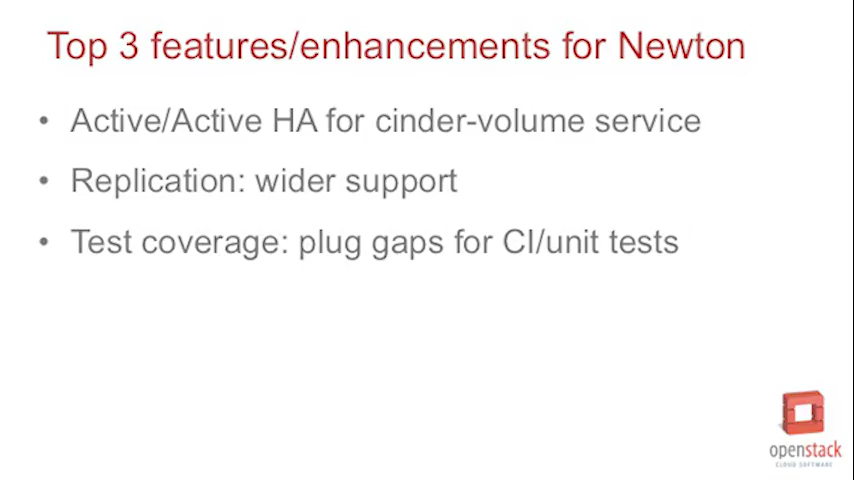 Top 3 features/enhancements for Newton
• Active/Active HA for cinder-volume service
• Replication: wider support
• Test coverage: plug gaps for CI/unit tests
openstack
CLOUD SOFTWARE